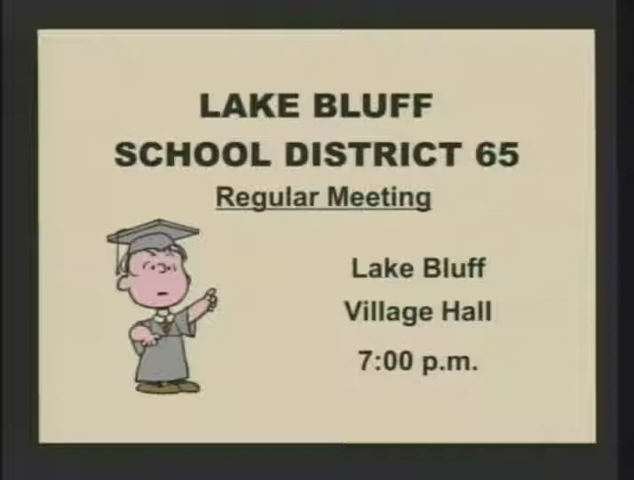 LAKE BLUFF
SCHOOL DISTRICT 65
Regular Meeting
Lake Bluff
Village Hall
7:00 p.m.